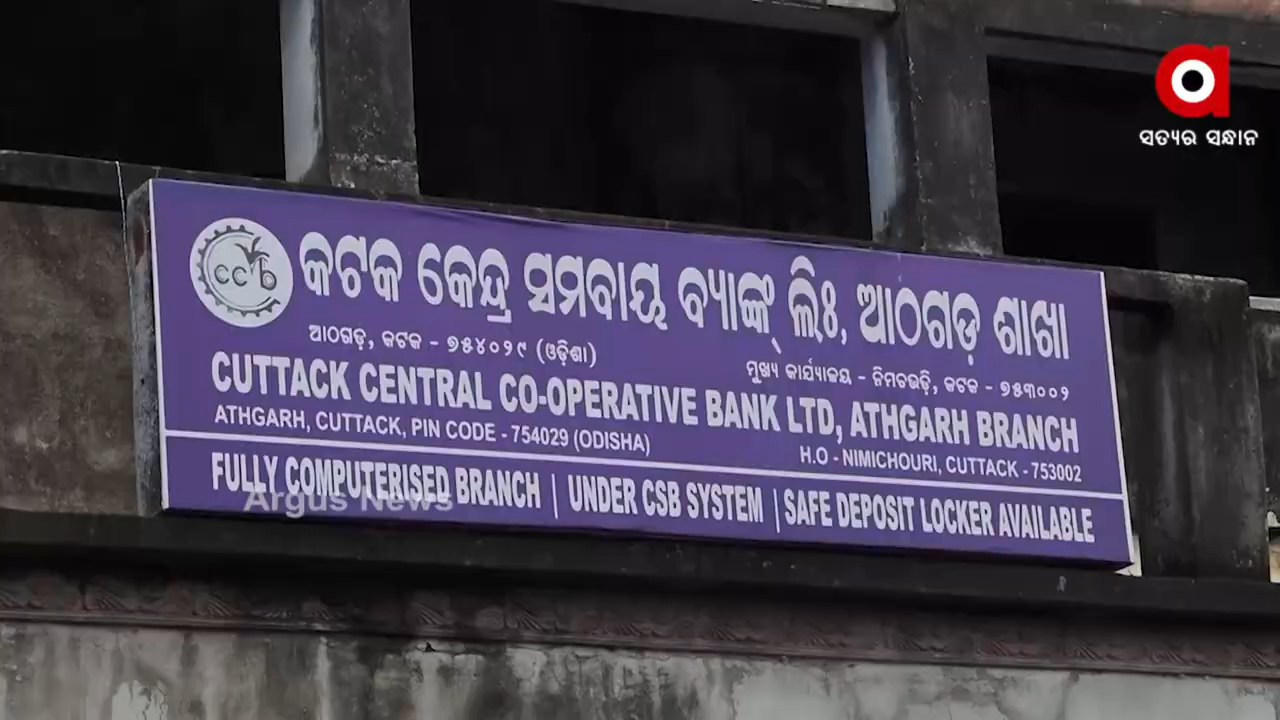 ସତ୍ୟର ସନ୍ଧାନ
ccb
କଟକ କେନ୍ଦ୍ର ସମବାୟ ବ୍ୟାଙ୍କ୍ ଲିଃ, ଆଠଗଡ଼ ଶାଖା
ଆଠଗଡ଼, କଟକ - ୭୫୪୦୨୯ (ଓଡ଼ିଶା)
ମୁଖ୍ୟ କାର୍ଯ୍ୟାଳୟ - ନିମଚଉଡ଼ି, କଟକ - ୭୫୩୦୦୨
CUTTACK CENTRAL CO-OPERATIVE BANK LTD, ATHGARH BRANCH
ATHGARH, CUTTACK, PIN CODE - 754029 (ODISHA)
H.O - NIMICHOURI, CUTTACK - 753002
FULLY COMPUTERISED BRANCH | UNDER CSB SYSTEM | SAFE DEPOSIT LOCKER AVAILABLE
Argus News